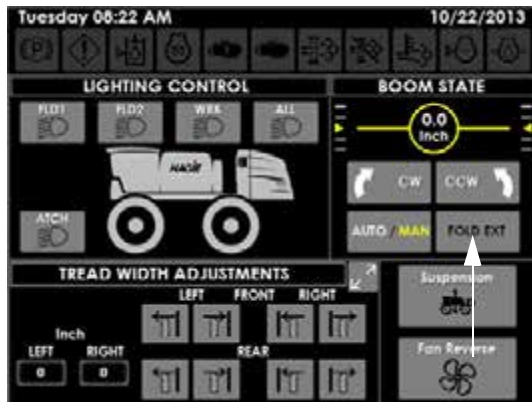 Tuesday 08:22 AM 10/22/2013
LIGHTING CONTROL
FLD1 FLD2 WRK ALL
HAGIE
ATCH
BOOM STATE
0.0
Inch
CW CCW
AUTO / MAN FOLD EXT
TREAD WIDTH ADJUSTMENTS
LEFT FRONT RIGHT
Inch
LEFT RIGHT
0 0
REAR
Suspension
Fan Reverse